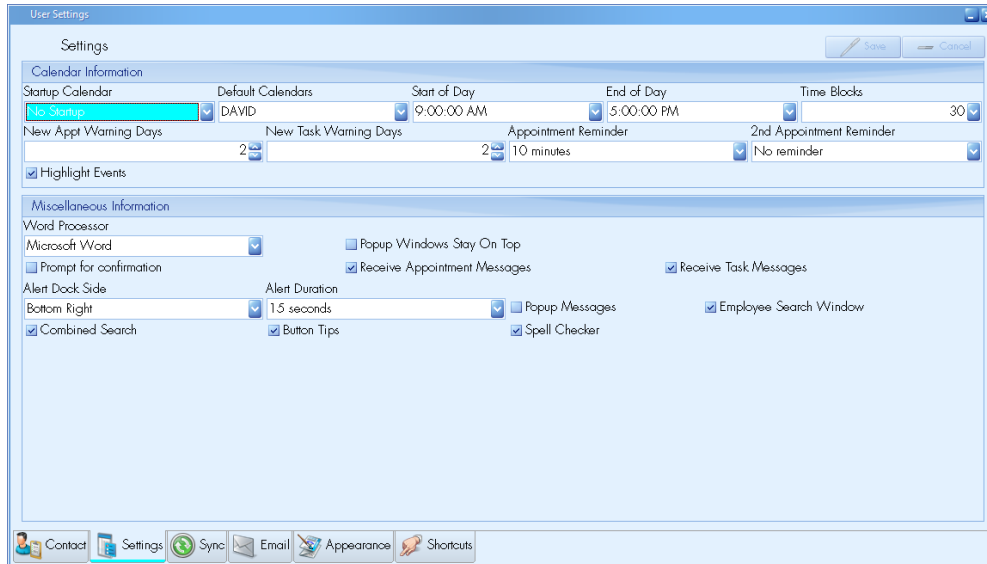 User Settings
Settings
Save Cancel
Calendar Information
Startup Calendar Default Calendars Start of Day End of Day Time Blocks
No Startup DAVID 9:00:00 AM 5:00:00 PM 30
New Appt Warning Days New Task Warning Days Appointment Reminder 2nd Appointment Reminder
2 2 10 minutes No reminder
Highlight Events
Miscellaneous Information
Word Processor
Microsoft Word Popup Windows Stay On Top
Prompt for confirmation Receive Appointment Messages Receive Task Messages
Alert Dock Side Alert Duration
Bottom Right 15 seconds Popup Messages Employee Search Window
Combined Search Button Tips Spell Checker
Contact Settings Sync Email Appearance Shortcuts